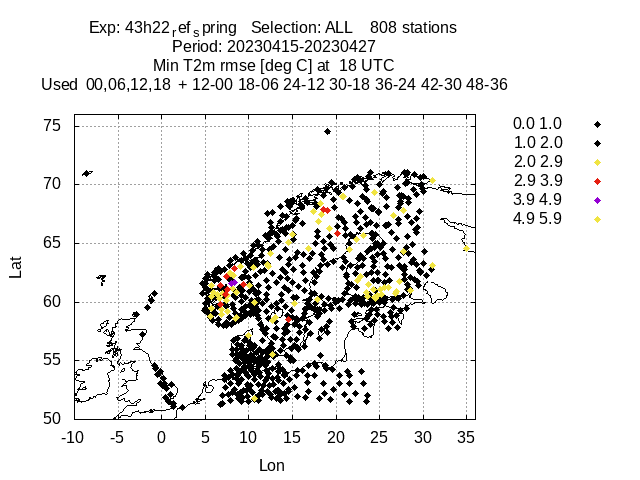 Exp: 43h22ref_spring Selection: ALL 808 stations
Period: 20230415-20230427
Min T2m rmse [deg C] at 18 UTC
Used 00,06,12,18 + 12-00 18-06 24-12 30-18 36-24 42-30 48-36
75
70
65
60
55
50
Lat
-10 -5 0 5 10 15 20 25 30 35
Lon
0.0 1.0
1.0 2.0
2.0 2.9
2.9 3.9
3.9 4.9
4.9 5.9